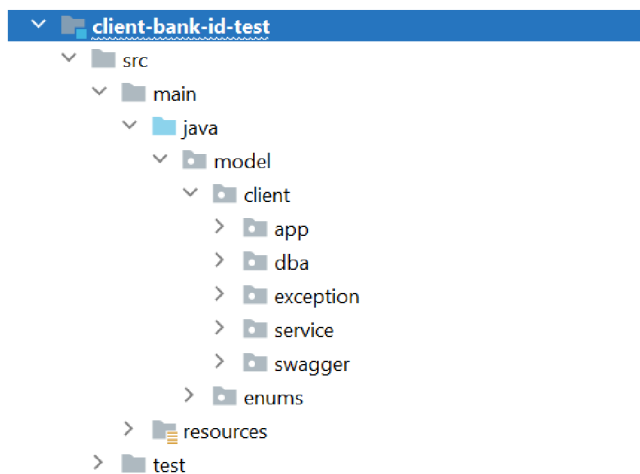 client-bank-id-test
src
main
java
model
client
app
dba
exception
service
swagger
enums
resources
test